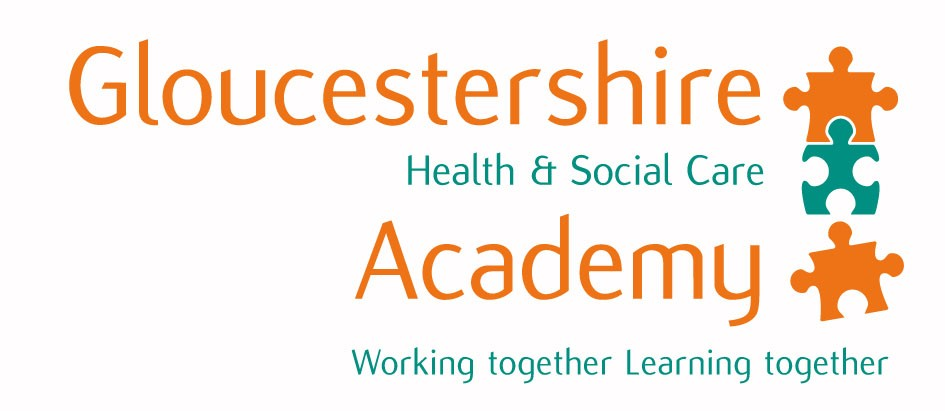 Gloucestershire
Health & Social Care
Academy
Working together Learning together